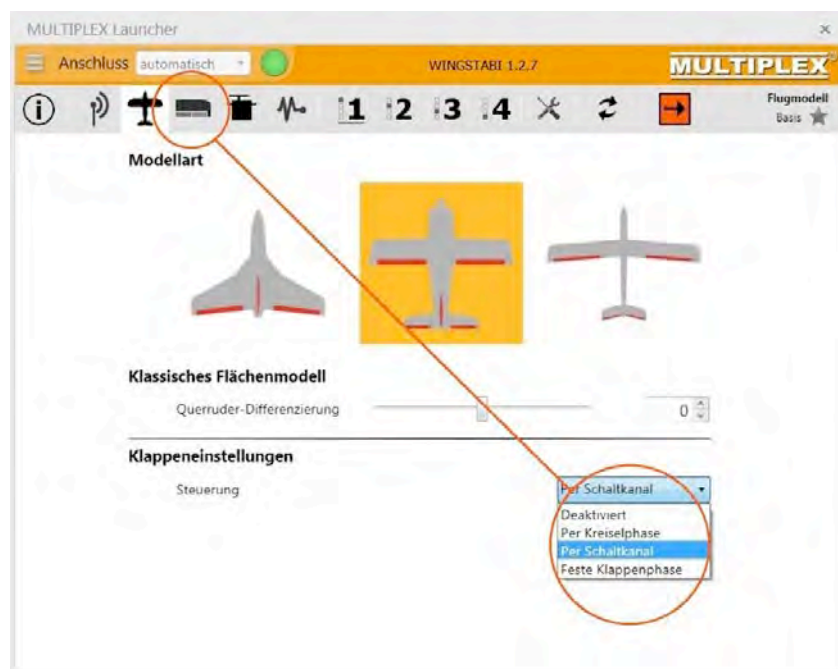 MULTIPLEX Launcher
Anschluss automatisch WINGSTABI 1.2.7 MULTIPLEX
1 2 3 4 Flugmodell
Basis
Modellart
Klassisches Flächenmodell
Querruder-Differenzierung 0
Klappeneinstellungen
Steuerung Per Schaltkanal
Deaktiviert
Per Kreiselphase
Per Schaltkanal
Feste Klappenphase